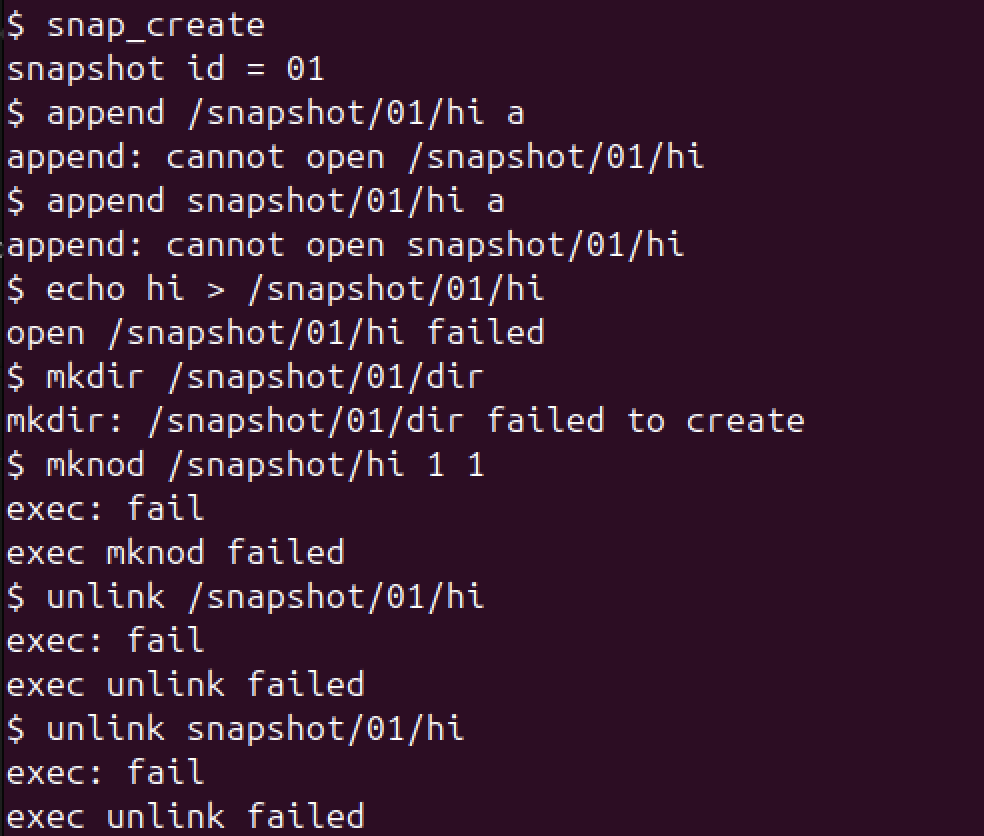 $ snap_create
snapshot id = 01
$ append /snapshot/01/hi a
append: cannot open /snapshot/01/hi
$ append snapshot/01/hi a
append: cannot open snapshot/01/hi
$ echo hi > /snapshot/01/hi
open /snapshot/01/hi failed
$ mkdir /snapshot/01/dir
mkdir: /snapshot/01/dir failed to create
$ mknod /snapshot/hi 1 1
exec: fail
exec mknod failed
$ unlink /snapshot/01/hi
exec: fail
exec unlink failed
$ unlink snapshot/01/hi
exec: fail
exec unlink failed